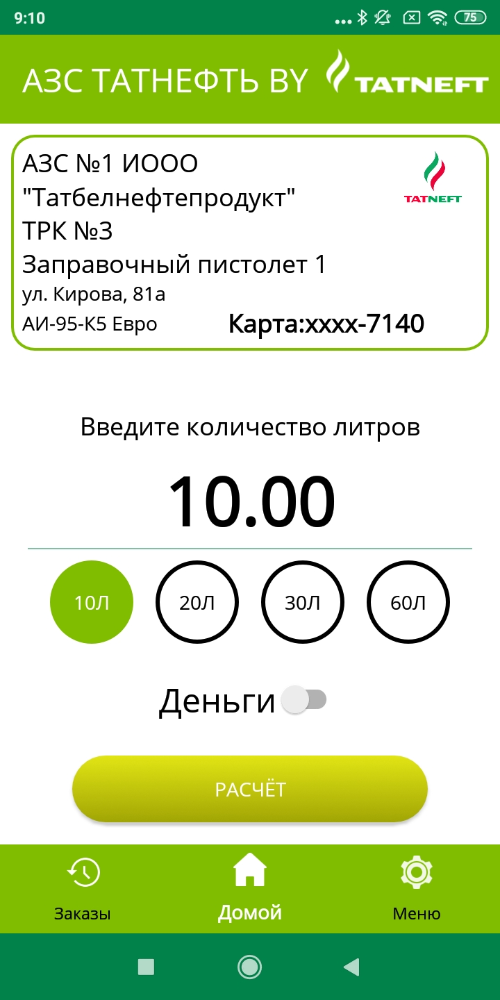 9:10
75
АЗС ТАТНЕФТЬ BY TATNEFT
АЗС №1 ИООО
"Татбелнефтепродукт"
TATNEFT
ТРК №3
Заправочный пистолет 1
ул. Кирова, 81а
АИ-95-К5 Евро Карта:xxxx-7140
Введите количество литров
10.00
10Л 20Л 30Л 60Л
Деньги
РАСЧЁТ
Заказы Домой Меню